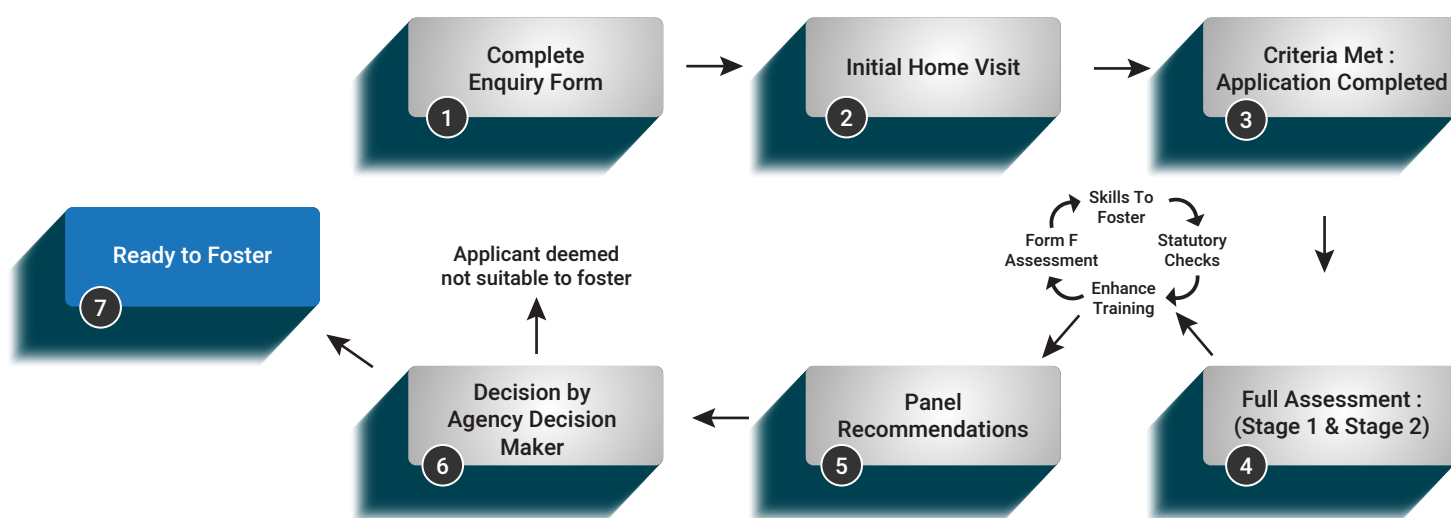 Complete
Enquiry Form
1
Initial Home Visit
2
Criteria Met :
Application Completed
3
Skills To
Foster
Statutory
Checks
Enhance
Training
Form F
Assessment
Full Assessment :
(Stage 1 & Stage 2)
4
Panel
Recommendations
5
Decision by
Agency Decision
Maker
6
Applicant deemed
not suitable to foster
Ready to Foster
7